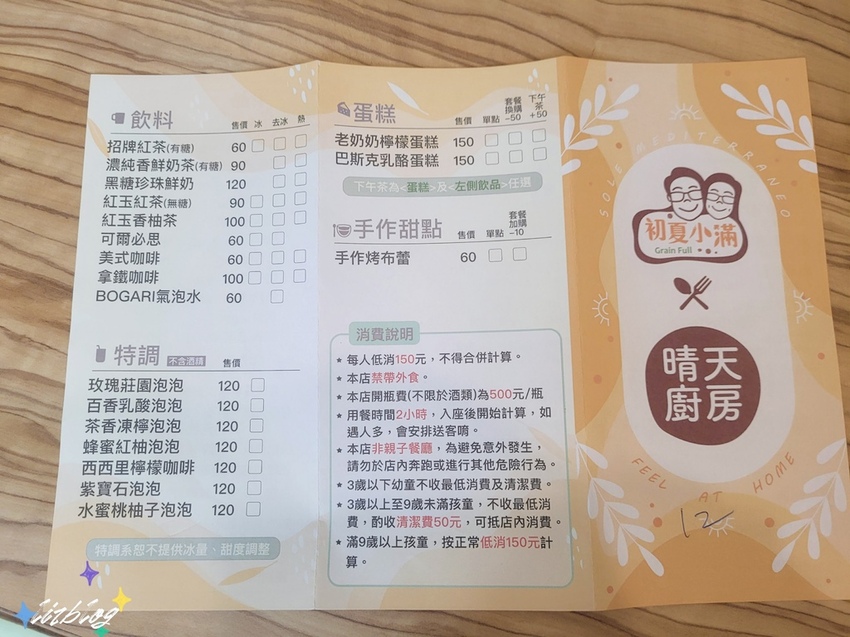 飲料 售價 冰 去冰 熱
招牌紅茶(有糖) 60
濃純香鮮奶茶(有糖) 90
黑糖珍珠鮮奶 120
紅玉紅茶(無糖) 90
紅玉香柚茶 100
可爾必思 60
美式咖啡 60
拿鐵咖啡 100
BOGARI氣泡水 60
特調 不含酒精 售價
玫瑰莊園泡泡 120
百香乳酸泡泡 120
茶香凍檸泡泡 120
蜂蜜紅柚泡泡 120
西西里檸檬咖啡 120
紫寶石泡泡 120
水蜜桃柚子泡泡 120
特調系恕不提供冰量、甜度調整
蛋糕 售價 單點 套餐換購-50 下午茶+50
老奶奶檸檬蛋糕 150
巴斯克乳酪蛋糕 150
下午茶為<蛋糕>及<左側飲品>任選
手作甜點 售價 單點 套餐加購-10
手作烤布蕾 60
消費說明
★ 每人低消150元，不得合併計算。
★ 本店禁帶外食。
★ 本店開瓶費(不限於酒類)為500元/瓶
★ 用餐時間2小時，入座後開始計算，如
遇人多，會安排送客唷。
★ 本店非親子餐廳，為避免意外發生，
請勿於店內奔跑或進行其他危險行為。
★ 3歲以下幼童不收最低消費及清潔費。
★ 3歲以上至9歲未滿孩童，不收最低消
費，酌收清潔費50元，可抵店內消費。
★ 滿9歲以上孩童，按正常低消150元計
算。
SOLE MEDITERRANEO
初夏小滿
Grain Full
晴天
廚房
FEEL AT HOME
12
lizblog